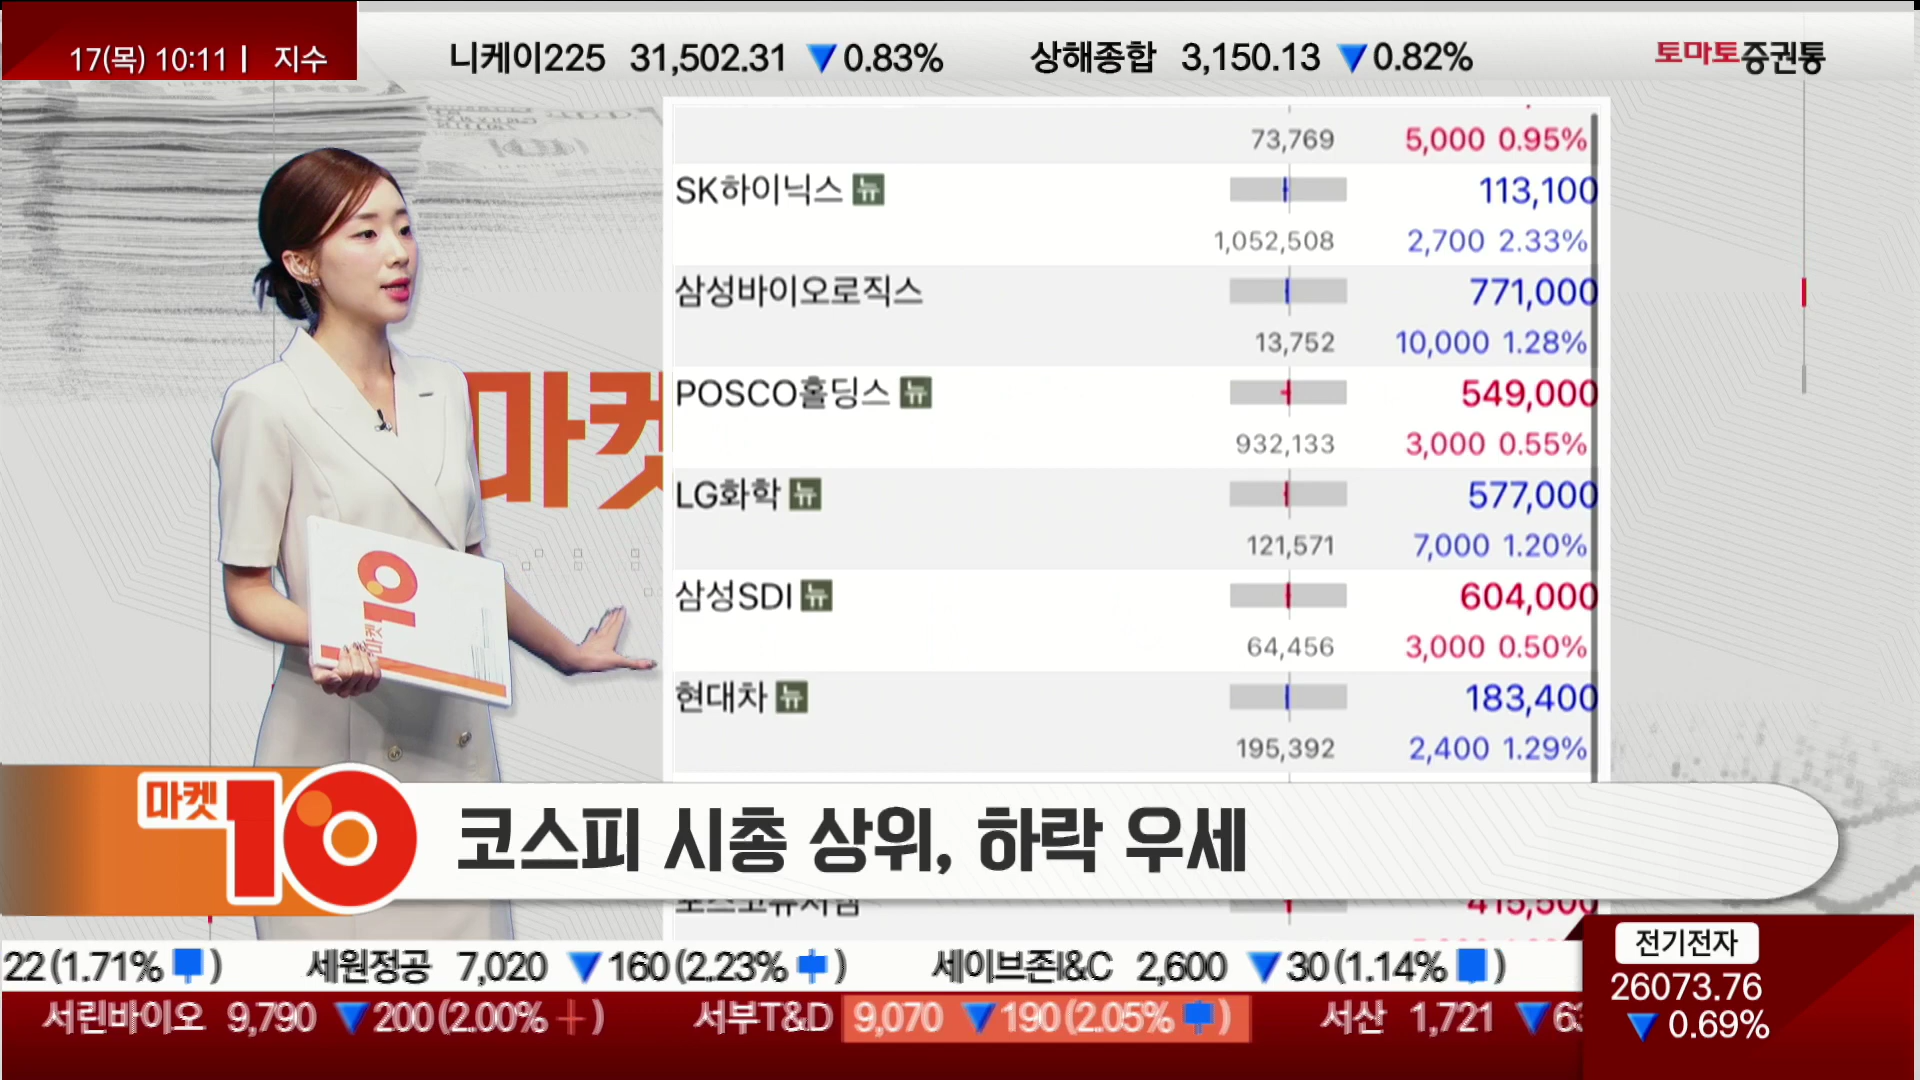 17(목) 10:11 | 지수
니케이225 31,502.31 ▼0.83% 상해종합 3,150.13 ▼0.82%
토마토증권통
73,769 5,000 0.95%
SK하이닉스 뉴 113,100
1,052,508 2,700 2.33%
삼성바이오로직스 771,000
13,752 10,000 1.28%
POSCO홀딩스 뉴 549,000
932,133 3,000 0.55%
LG화학 뉴 577,000
121,571 7,000 1.20%
삼성SDI 뉴 604,000
64,456 3,000 0.50%
현대차 뉴 183,400
195,392 2,400 1.29%
마켓
마켓10
마켓10
코스피 시총 상위, 하락 우세
415,500
22(1.71%) 세원정공 7,020 ▼160(2.23%) 세이브존I&C 2,600 ▼30(1.14%)
서린바이오 9,790 ▼200(2.00%) 서부T&D 9,070 ▼190(2.05%) 서산 1,721 ▼
전기전자
26073.76
▼0.69%